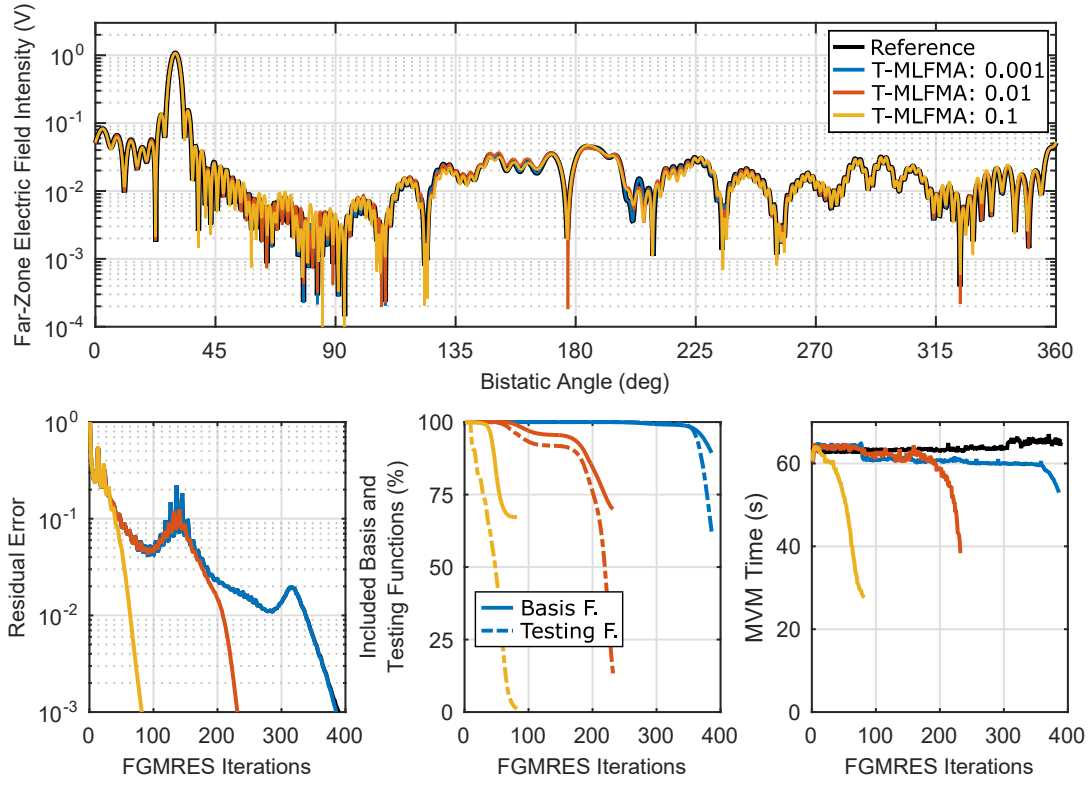 Far-Zone Electric Field Intensity (V)
10^0
10^-1
10^-2
10^-3
10^-4
Reference
T-MLFMA: 0.001
T-MLFMA: 0.01
T-MLFMA: 0.1
0 45 90 135 180 225 270 315 360
Bistatic Angle (deg)
Residual Error
10^0
10^-1
10^-2
10^-3
0 100 200 300 400
FGMRES Iterations
Included Basis and
Testing Functions (%)
100
75
50
25
0
Basis F.
Testing F.
0 100 200 300 400
FGMRES Iterations
MVM Time (s)
60
40
20
0
0 100 200 300 400
FGMRES Iterations